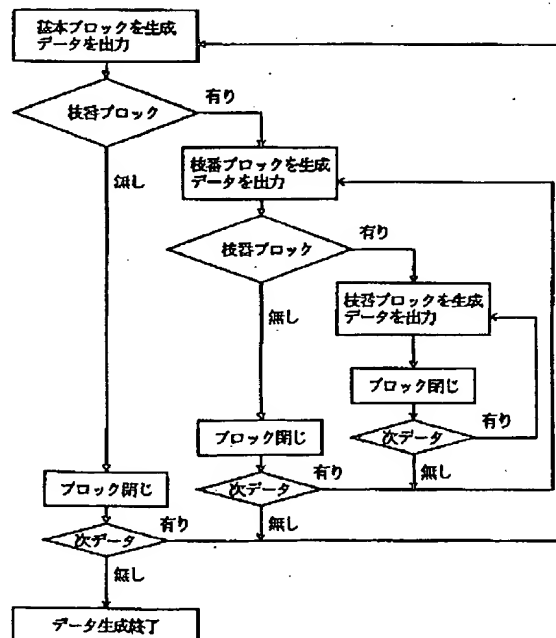 基本ブロックを生成
データを出力
枝番ブロック
有り
無し
枝番ブロックを生成
データを出力
枝番ブロック
有り
無し
枝番ブロックを生成
データを出力
ブロック閉じ
次データ
有り
無し
ブロック閉じ
次データ
有り
無し
ブロック閉じ
次データ
有り
無し
データ生成終了